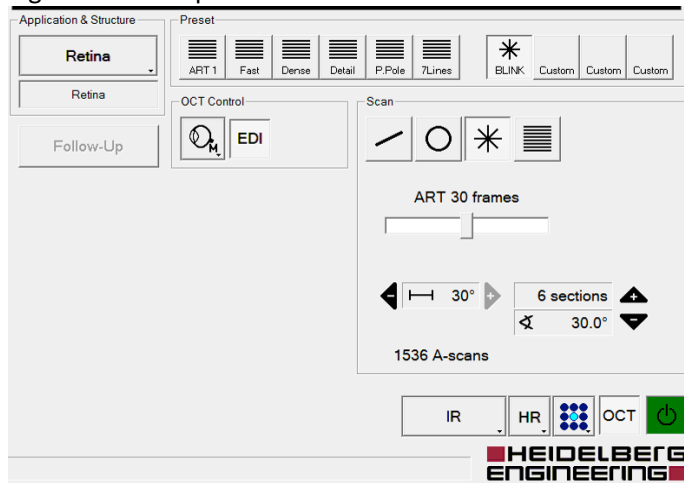 Application & Structure
Preset
Retina
Retina
Follow-Up
ART 1
Fast
Dense
Detail
P.Pole
7Lines
BLINK
Custom
Custom
Custom
OCT Control
M
EDI
Scan
ART 30 frames
30°
6 sections
30.0°
1536 A-scans
IR
HR
OCT
HEIDELBERG
ENGINEERING